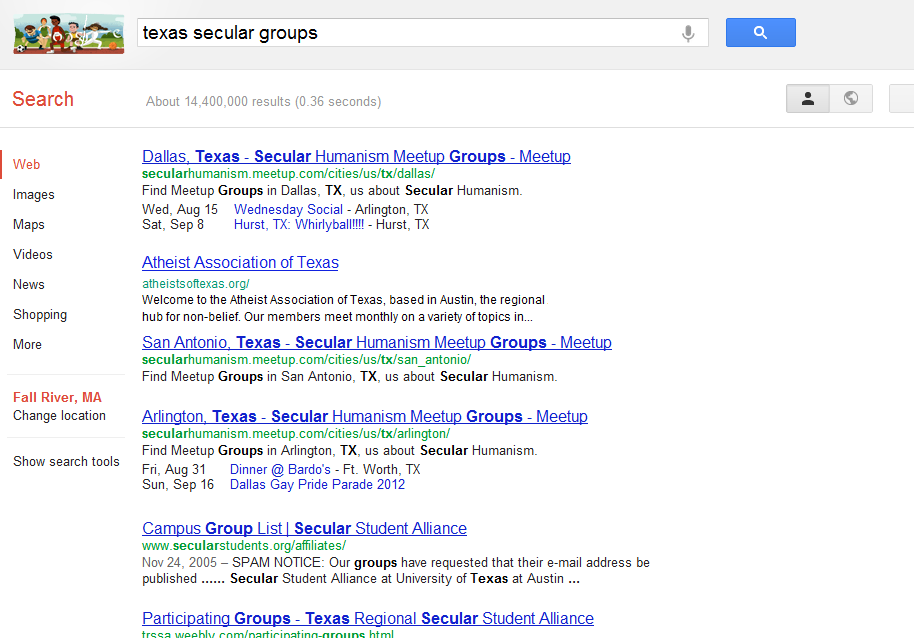 texas secular groups
Search
About 14,400,000 results (0.36 seconds)
Web
Images
Maps
Videos
News
Shopping
More
Fall River, MA
Change location
Show search tools
Dallas, Texas - Secular Humanism Meetup Groups - Meetup
secularhumanism.meetup.com/cities/us/tx/dallas/
Find Meetup Groups in Dallas, TX, us about Secular Humanism.
Wed, Aug 15 Wednesday Social - Arlington, TX
Sat, Sep 8 Hurst, TX: Whirlyball!!!! - Hurst, TX
Atheist Association of Texas
atheistsoftexas.org/
Welcome to the Atheist Association of Texas, based in Austin, the regional
hub for non-belief. Our members meet monthly on a variety of topics in...
San Antonio, Texas - Secular Humanism Meetup Groups - Meetup
secularhumanism.meetup.com/cities/us/tx/san_antonio/
Find Meetup Groups in San Antonio, TX, us about Secular Humanism.
Arlington, Texas - Secular Humanism Meetup Groups - Meetup
secularhumanism.meetup.com/cities/us/tx/arlington/
Find Meetup Groups in Arlington, TX, us about Secular Humanism.
Fri, Aug 31 Dinner @ Bardo's - Ft. Worth, TX
Sun, Sep 16 Dallas Gay Pride Parade 2012
Campus Group List | Secular Student Alliance
www.secularstudents.org/affiliates/
Nov 24, 2005 – SPAM NOTICE: Our groups have requested that their e-mail address be
published ...... Secular Student Alliance at University of Texas at Austin ...
Participating Groups - Texas Regional Secular Student Alliance
trssa.weebly.com/participating-groups.html